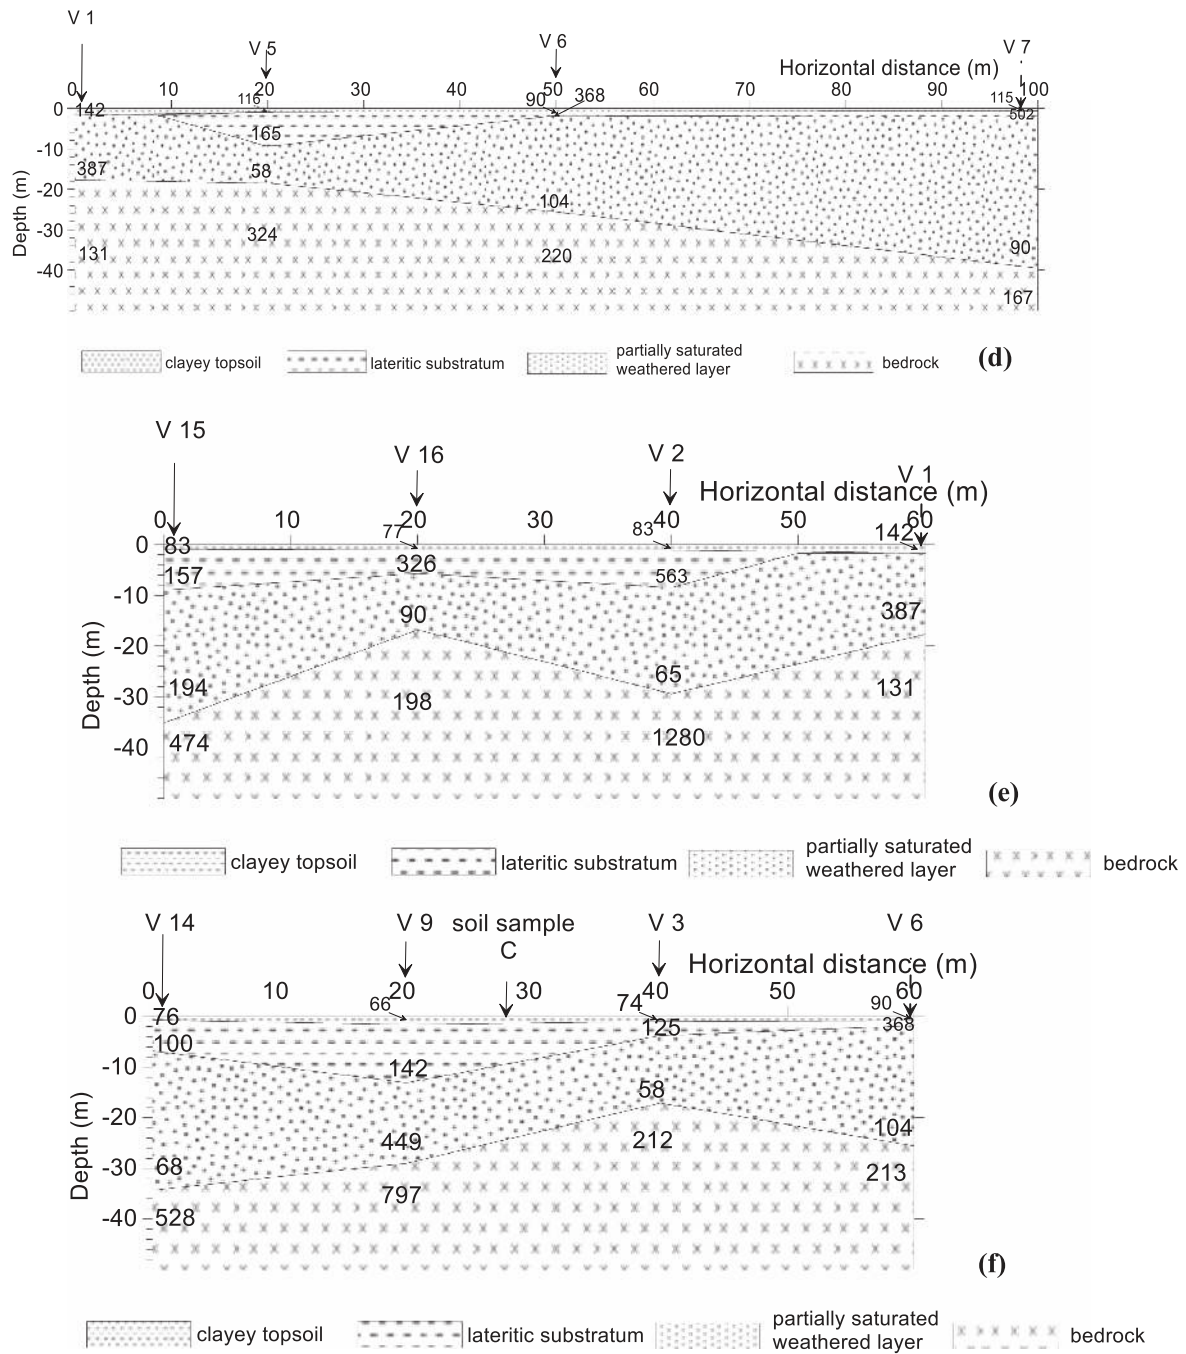 V 1
V 5
V 6
V 7
Horizontal distance (m)
0 10 20 30 40 50 60 70 80 90 100
116 90 368 115
0 142 502
165
-10
387 58
-20 104
324
-30 131 220 90
-40
167
Depth (m)
clayey topsoil
lateritic substratum
partially saturated
weathered layer
bedrock
(d)
V 15
V 16
V 2
V 1
Horizontal distance (m)
0 10 20 30 40 50 60
77 83 142
0 83
157 326 563
-10
90 387
-20
194 65 131
-30 198
474 1280
-40
Depth (m)
(e)
clayey topsoil
lateritic substratum
partially saturated
weathered layer
bedrock
V 14
V 9
soil sample
C
V 3
V 6
Horizontal distance (m)
0 10 20 30 40 50 60
66 74 90
0 76 125 368
100
-10 142
58
-20 449 104
212
-30 68 213
797
-40 528
Depth (m)
(f)
clayey topsoil
lateritic substratum
partially saturated
weathered layer
bedrock